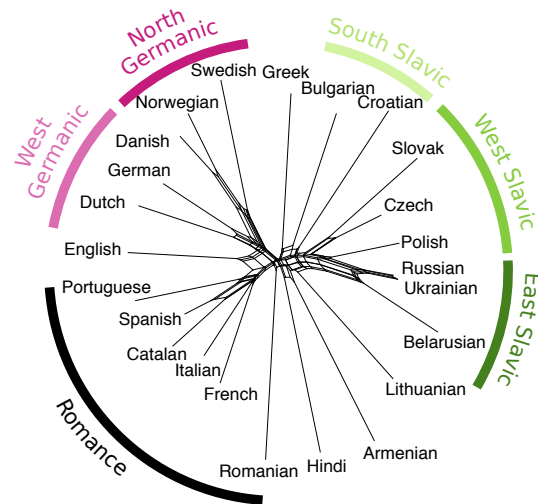 North
Germanic
South Slavic
West
Germanic
West Slavic
East Slavic
Romance
Swedish
Greek
Bulgarian
Croatian
Norwegian
Danish
Slovak
German
Dutch
Czech
English
Polish
Russian
Ukrainian
Portuguese
Spanish
Belarusian
Catalan
Italian
French
Lithuanian
Armenian
Romanian
Hindi